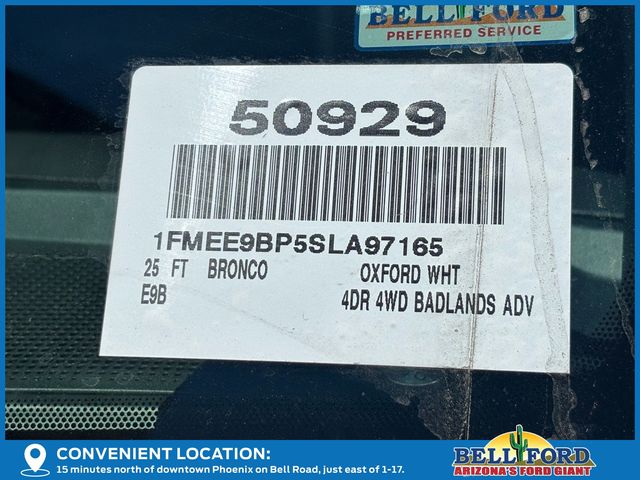 BELL FORD
PREFERRED SERVICE
50929
1FMEE9BP5SLA97165
25 FT BRONCO OXFORD WHT
E9B 4DR 4WD BADLANDS ADV
CONVENIENT LOCATION:
15 minutes north of downtown Phoenix on Bell Road, just east of 1-17.
BELL FORD
ARIZONA'S FORD GIANT